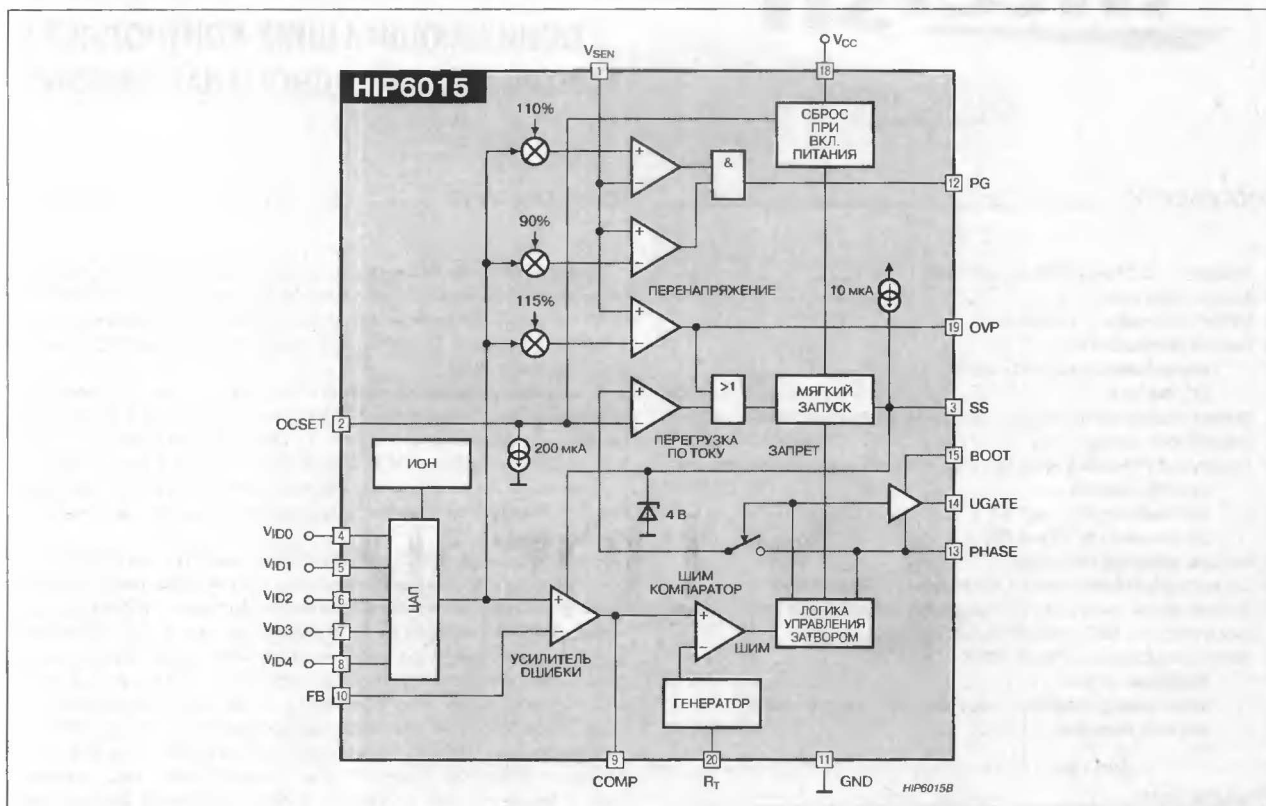 VSEN
VCC
1
18
HIP6015
110%
СБРОС
ПРИ
ВКЛ.
ПИТАНИЯ
+
−
&
12 PG
90%
+
−
115%
ПЕРЕНАПРЯЖЕНИЕ
10 мкА
+
−
19 OVP
>1
МЯГКИЙ
ЗАПУСК
3 SS
+
−
OCSET 2
ПЕРЕГРУЗКА
ПО ТОКУ
ЗАПРЕТ
200 мкА
15 BOOT
ИОН
4 В
14 UGATE
13 PHASE
VID0 4
VID1 5
VID2 6
VID3 7
VID4 8
ЦАП
ШИМ
КОМПАРАТОР
+
−
+
−
ЛОГИКА
УПРАВЛЕНИЯ
ЗАТВОРОМ
ШИМ
УСИЛИТЕЛЬ
ОШИБКИ
FB 10
ГЕНЕРАТОР
9
20
11
COMP
RT
GND
HIP6015B